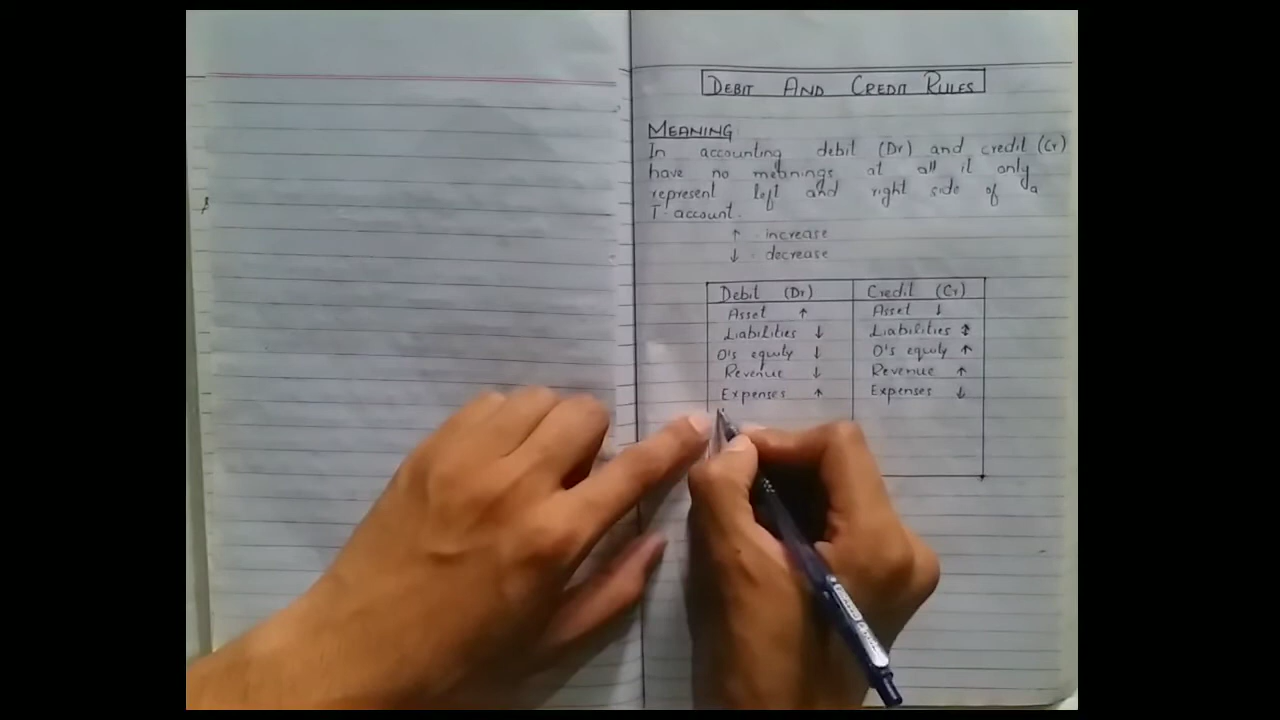 DEBIT AND CREDIT RULES
MEANING
In accounting debit (Dr) and credit (Cr)
have no meanings at all it only
represent left and right side of a
T-account.
↑ - increase
↓ - decrease
Debit (Dr) Credit (Cr)
Asset ↑ Asset ↓
Liabilities ↓ Liabilities ↑
O's equity ↓ O's equity ↑
Revenue ↓ Revenue ↑
Expenses ↑ Expenses ↓